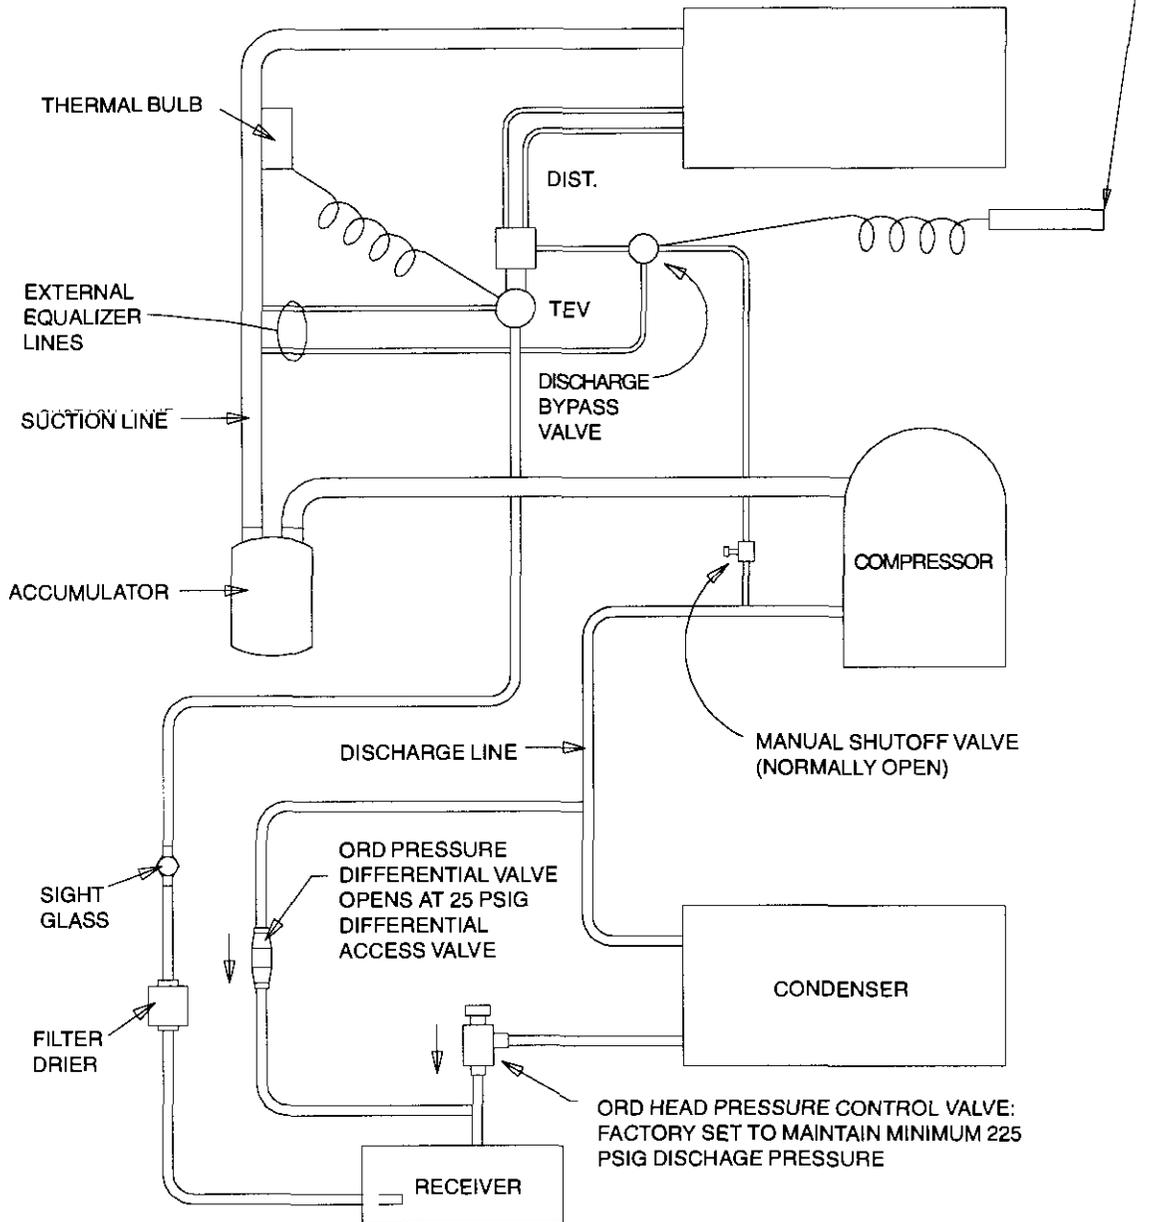 THERMAL BULB
DIST.
EXTERNAL
EQUALIZER
LINES
TEV
DISCHARGE
BYPASS
VALVE
SUCTION LINE
COMPRESSOR
ACCUMULATOR
MANUAL SHUTOFF VALVE
(NORMALLY OPEN)
DISCHARGE LINE
ORD PRESSURE
DIFFERENTIAL VALVE
OPENS AT 25 PSIG
DIFFERENTIAL
ACCESS VALVE
SIGHT
GLASS
CONDENSER
FILTER
DRIER
ORD HEAD PRESSURE CONTROL VALVE:
FACTORY SET TO MAINTAIN MINIMUM 225
PSIG DISCHAGE PRESSURE
RECEIVER